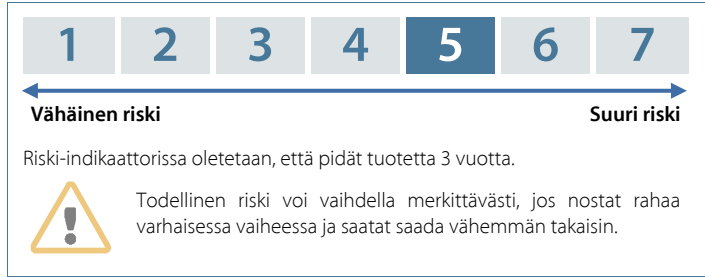 1 2 3 4 5 6 7
Vähäinen riski Suuri riski
Riski-indikaattorissa oletetaan, että pidät tuotetta 3 vuotta.
Todellinen riski voi vaihdella merkittävästi, jos nostat rahaa
varhaisessa vaiheessa ja saatat saada vähemmän takaisin.